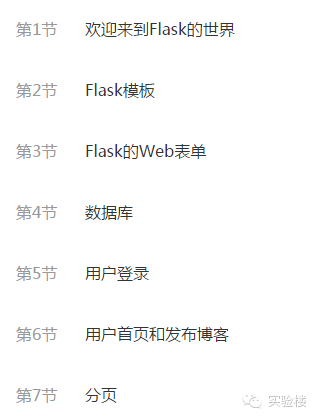 第1节 欢迎来到Flask的世界
第2节 Flask模板
第3节 Flask的Web表单
第4节 数据库
第5节 用户登录
第6节 用户首页和发布博客
第7节 分页
实验楼